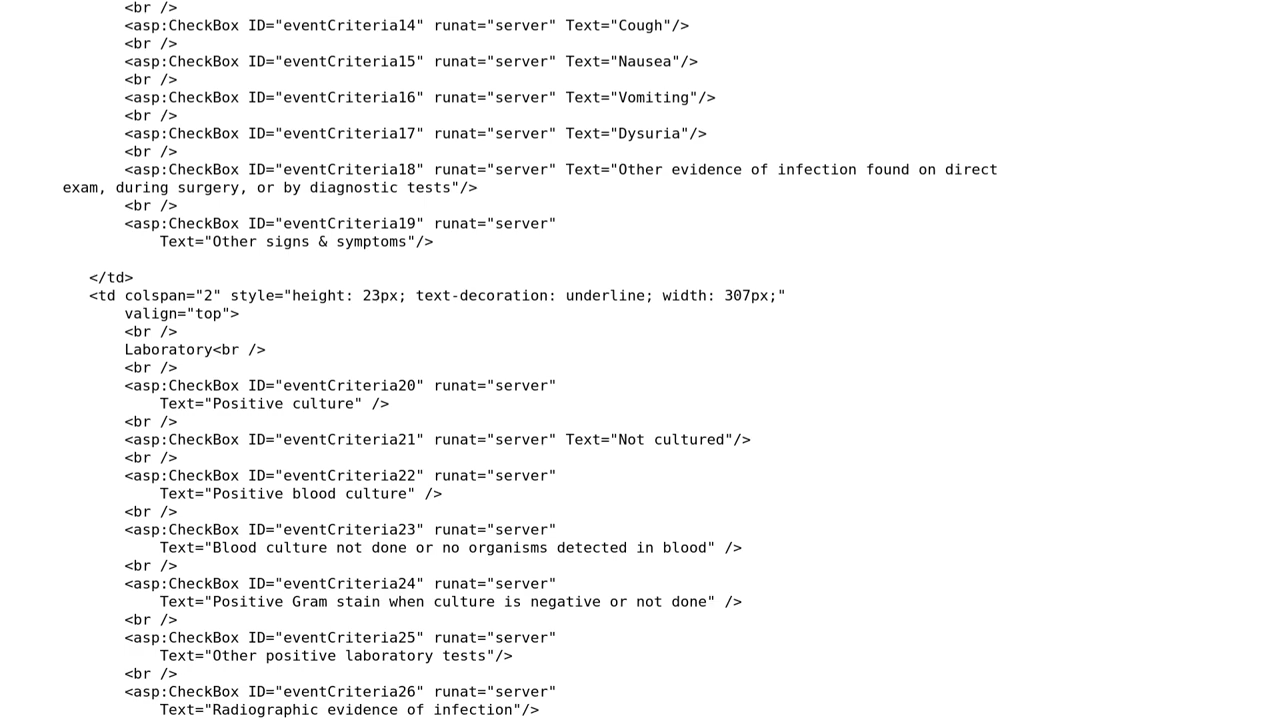 <br />
<asp:CheckBox ID="eventCriteria14" runat="server" Text="Cough"/>
<br />
<asp:CheckBox ID="eventCriteria15" runat="server" Text="Nausea"/>
<br />
<asp:CheckBox ID="eventCriteria16" runat="server" Text="Vomiting"/>
<br />
<asp:CheckBox ID="eventCriteria17" runat="server" Text="Dysuria"/>
<br />
<asp:CheckBox ID="eventCriteria18" runat="server" Text="Other evidence of infection found on direct
exam, during surgery, or by diagnostic tests"/>
<br />
<asp:CheckBox ID="eventCriteria19" runat="server"
Text="Other signs & symptoms"/>
</td>
<td colspan="2" style="height: 23px; text-decoration: underline; width: 307px;"
valign="top">
<br />
Laboratory<br />
<br />
<asp:CheckBox ID="eventCriteria20" runat="server"
Text="Positive culture" />
<br />
<asp:CheckBox ID="eventCriteria21" runat="server" Text="Not cultured"/>
<br />
<asp:CheckBox ID="eventCriteria22" runat="server"
Text="Positive blood culture" />
<br />
<asp:CheckBox ID="eventCriteria23" runat="server"
Text="Blood culture not done or no organisms detected in blood" />
<br />
<asp:CheckBox ID="eventCriteria24" runat="server"
Text="Positive Gram stain when culture is negative or not done" />
<br />
<asp:CheckBox ID="eventCriteria25" runat="server"
Text="Other positive laboratory tests"/>
<br />
<asp:CheckBox ID="eventCriteria26" runat="server"
Text="Radiographic evidence of infection"/>